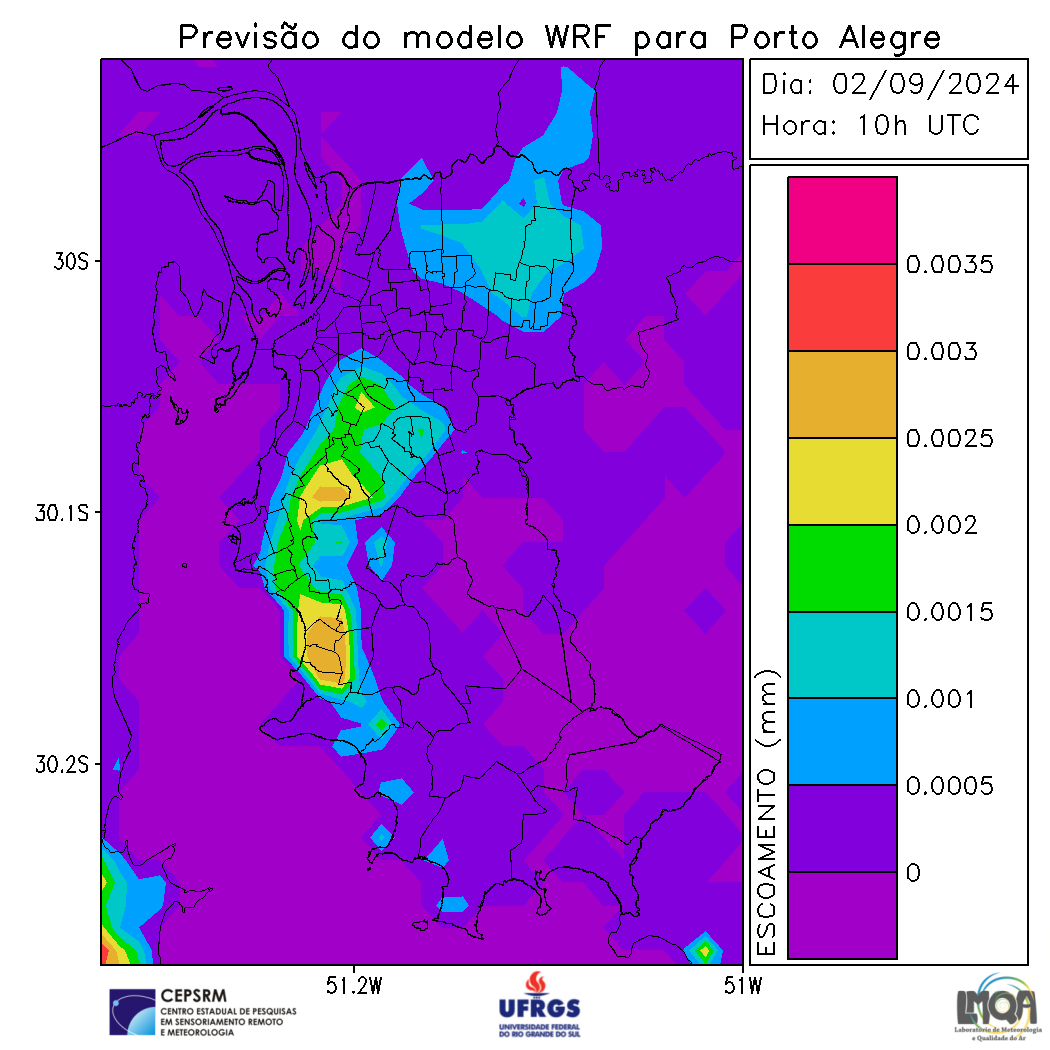 Previsão do modelo WRF para Porto Alegre
Dia: 02/09/2024
Hora: 10h UTC
30S
30.1S
30.2S
51.2W
51W
ESCOAMENTO (mm)
0.0035
0.003
0.0025
0.002
0.0015
0.001
0.0005
0
CEPSRM
CENTRO ESTADUAL DE PESQUISAS
EM SENSORIAMENTO REMOTO
E METEOROLOGIA
UFRGS
UNIVERSIDADE FEDERAL
DO RIO GRANDE DO SUL
LMQA
Laboratório de Meteorologia
e Qualidade do Ar